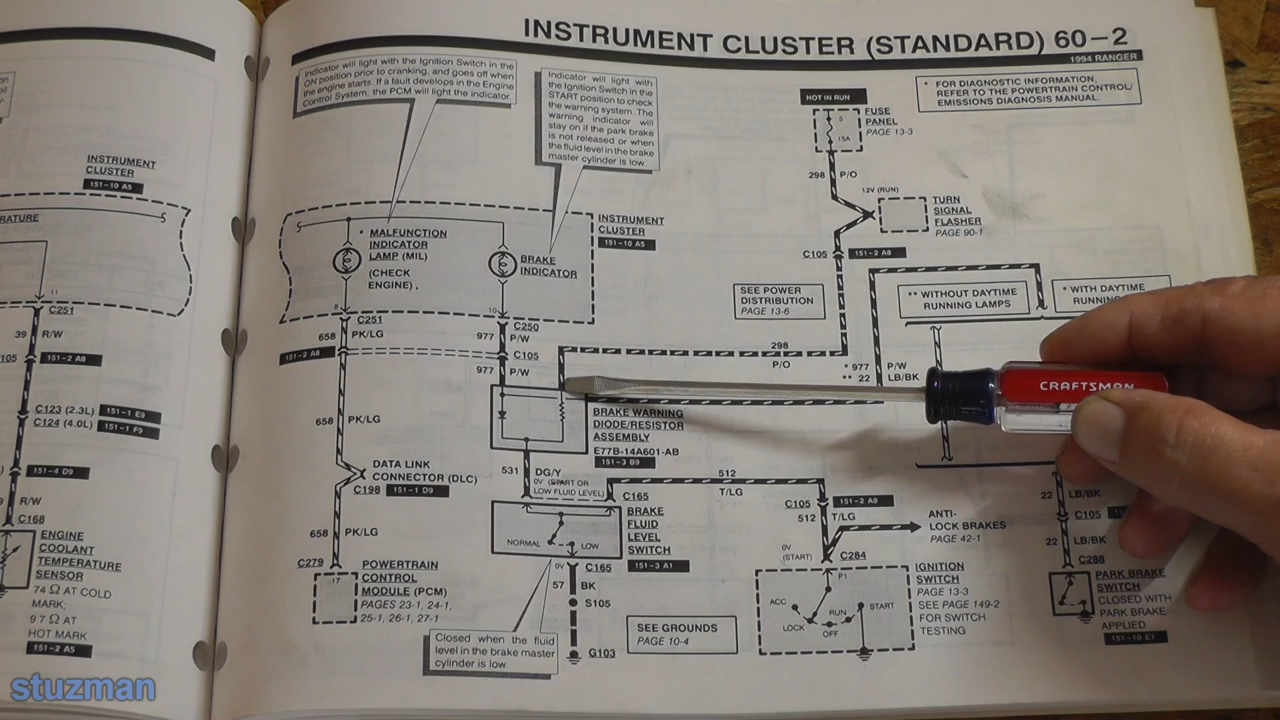 INSTRUMENT CLUSTER (STANDARD) 60-2
1994 RANGER
Indicator will light with the Ignition Switch in the
ON position prior to cranking, and goes off when
the engine starts. If a fault develops in the Engine
Control System, the PCM will light the indicator.
Indicator will light with
the Ignition Switch in the
START position to check
the warning system. The
warning indicator will
stay on if the park brake
is not released or when
the fluid level in the brake
master cylinder is low.
HOT IN RUN
5
15A
FUSE
PANEL
PAGE 13-3
* FOR DIAGNOSTIC INFORMATION,
REFER TO THE POWERTRAIN CONTROL/
EMISSIONS DIAGNOSIS MANUAL.
298 P/O
12V (RUN)
TURN
SIGNAL
FLASHER
PAGE 90-1
C105 151-2 A8
INSTRUMENT
CLUSTER
151-10 A5
RATURE
11
C251
39 R/W
105 151-2 A8
C123 (2.3L) 151-1 E9
C124 (4.0L) 151-1 F9
151-4 D9
R/W
C168
ENGINE
COOLANT
TEMPERATURE
SENSOR
74 Ω AT COLD
MARK;
9.7 Ω AT
HOT MARK
151-2 A5
* MALFUNCTION
INDICATOR
LAMP (MIL)
(CHECK
ENGINE)
BRAKE
INDICATOR
INSTRUMENT
CLUSTER
151-10 A5
10
C251
C250
658 PK/LG
977 P/W
151-2 A8
C105
977 P/W
SEE POWER
DISTRIBUTION
PAGE 13-6
** WITHOUT DAYTIME
RUNNING LAMPS
* WITH DAYTIME
298
P/O
* 977 P/W
** 22 LB/BK
CRAFTSMAN
BRAKE WARNING
DIODE/RESISTOR
ASSEMBLY
E77B-14A601-AB
151-3 B9
658 PK/LG
DATA LINK
CONNECTOR (DLC)
C198 151-1 D9
531 DG/Y
0V (START OR
LOW FLUID LEVEL)
C165
512
T/LG
C105 151-2 A8
512 T/LG
ANTI-
LOCK BRAKES
PAGE 42-1
22 LB/BK
C105
22 LB/BK
C288
658 PK/LG
BRAKE
FLUID
LEVEL
SWITCH
151-3 A1
NORMAL
LOW
0V (START)
C284
C279
17
POWERTRAIN
CONTROL
MODULE (PCM)
PAGES 23-1, 24-1,
25-1, 26-1, 27-1
0V C165
57 BK
S105
G103
P1
ACC
LOCK
OFF
RUN
START
IGNITION
SWITCH
PAGE 13-3
SEE PAGE 149-2
FOR SWITCH
TESTING
PARK BRAKE
SWITCH
CLOSED WITH
PARK BRAKE
APPLIED
151-10 E1
SEE GROUNDS
PAGE 10-4
Closed when the fluid
level in the brake master
cylinder is low.
stuzman